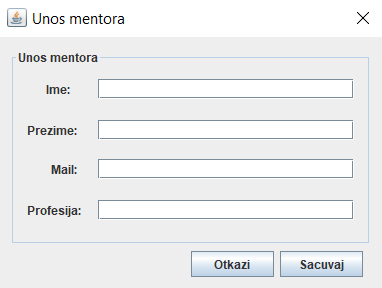 Unos mentora
Unos mentora
Ime:
Prezime:
Mail:
Profesija:
Otkazi Sacuvaj